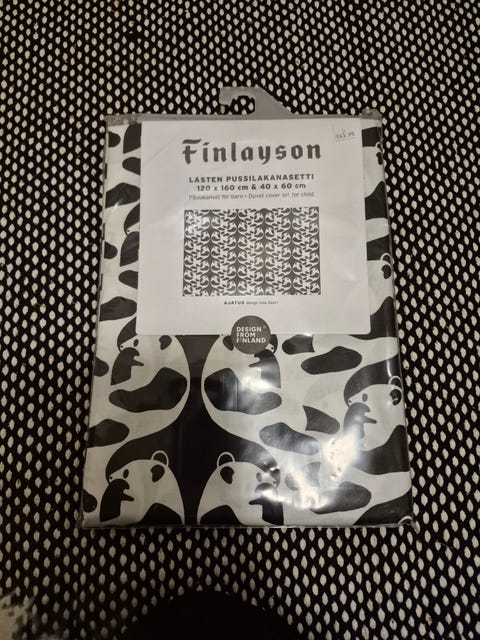 Finlayson
LASTEN PUSSILAKANASETTI
120 x 160 cm & 40 x 60 cm
Påslakanset för barn • Duvet cover set for child
AJATUS design
DESIGN
FROM
FINLAND